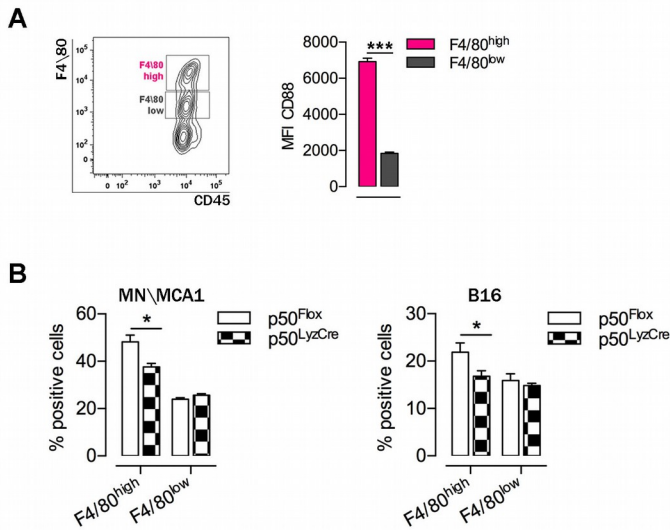 A
F4\80
10⁵
10⁴
10³
10²
0
F4\80
high
F4\80
low
0 10² 10³ 10⁴ 10⁵
CD45
MFI CD88
8000
6000
4000
2000
0
***
F4/80high
F4/80low
B
MN\MCA1
% positive cells
60
40
20
0
*
p50Flox
p50LyzCre
F4/80high
F4/80low
B16
% positive cells
30
20
10
0
*
p50Flox
p50LyzCre
F4/80high
F4/80low